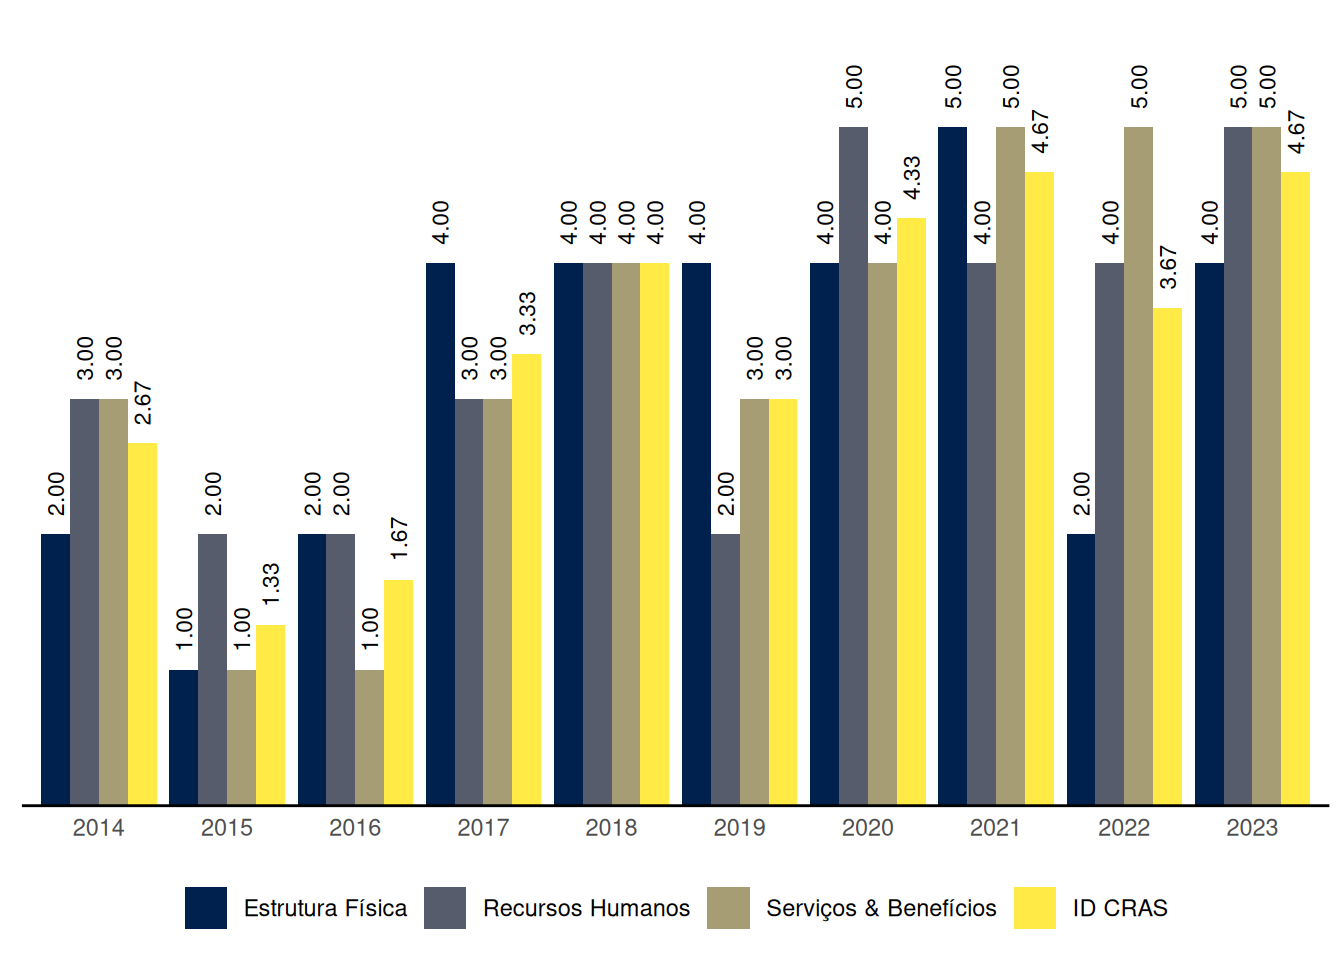 2.00 3.00 3.00 2.67
1.00 2.00 1.00 1.33
2.00 2.00 1.00 1.67
4.00 3.00 3.00 3.33
4.00 4.00 4.00 4.00
4.00 2.00 3.00 3.00
4.00 5.00 4.00 4.33
5.00 4.00 5.00 4.67
2.00 4.00 5.00 3.67
4.00 5.00 5.00 4.67
2014 2015 2016 2017 2018 2019 2020 2021 2022 2023
Estrutura Física Recursos Humanos Serviços & Benefícios ID CRAS